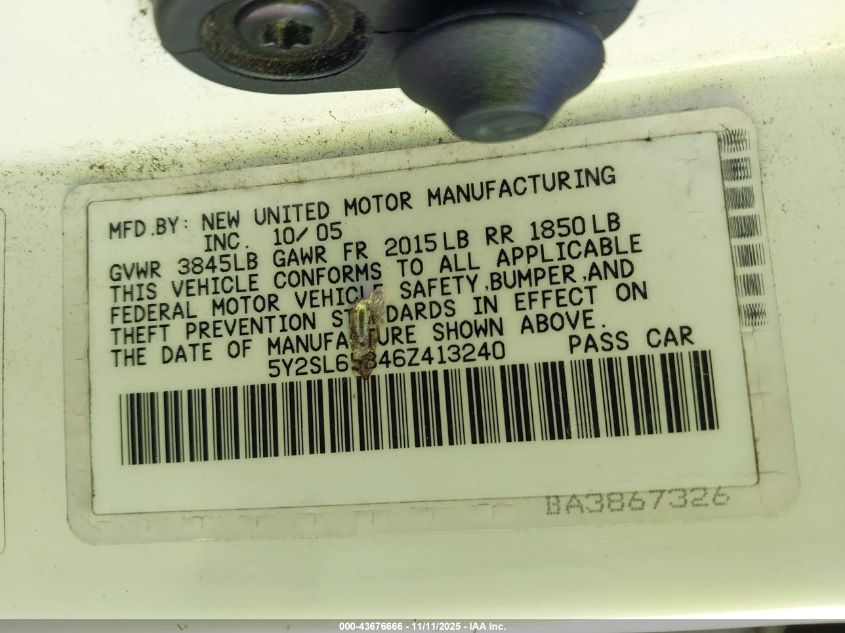 MFD.BY: NEW UNITED MOTOR MANUFACTURING
INC. 10/05
GVWR 3845LB GAWR FR 2015LB RR 1850LB
THIS VEHICLE CONFORMS TO ALL APPLICABLE
FEDERAL MOTOR VEHICLE SAFETY,BUMPER,AND
THEFT PREVENTION STANDARDS IN EFFECT ON
THE DATE OF MANUFACTURE SHOWN ABOVE.
PASS CAR
BA3867326
000-43676666 - 11/11/2025 - IAA Inc.